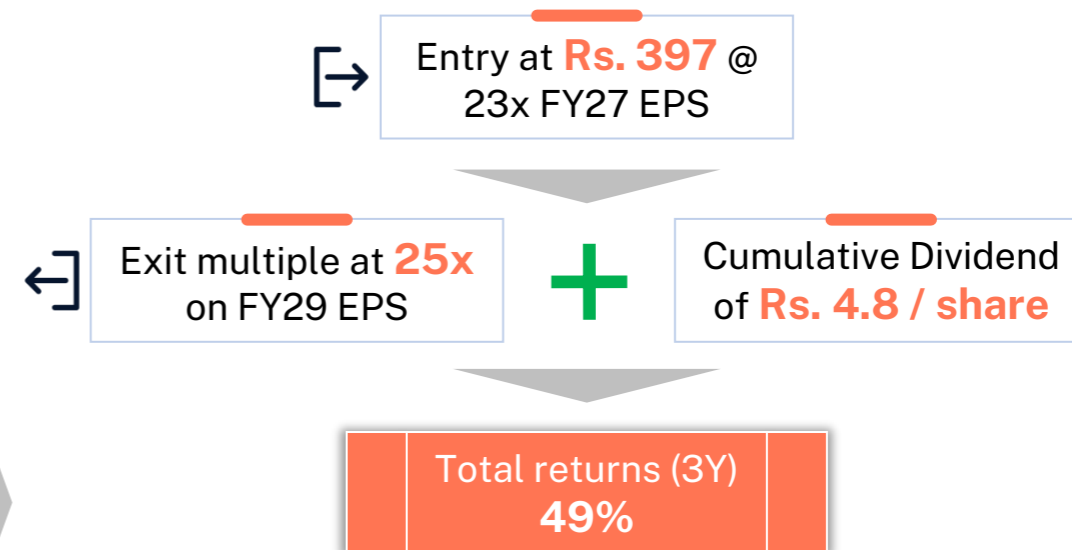 Entry at Rs. 397 @
23x FY27 EPS
Exit multiple at 25x
on FY29 EPS
Cumulative Dividend
of Rs. 4.8 / share
Total returns (3Y)
49%